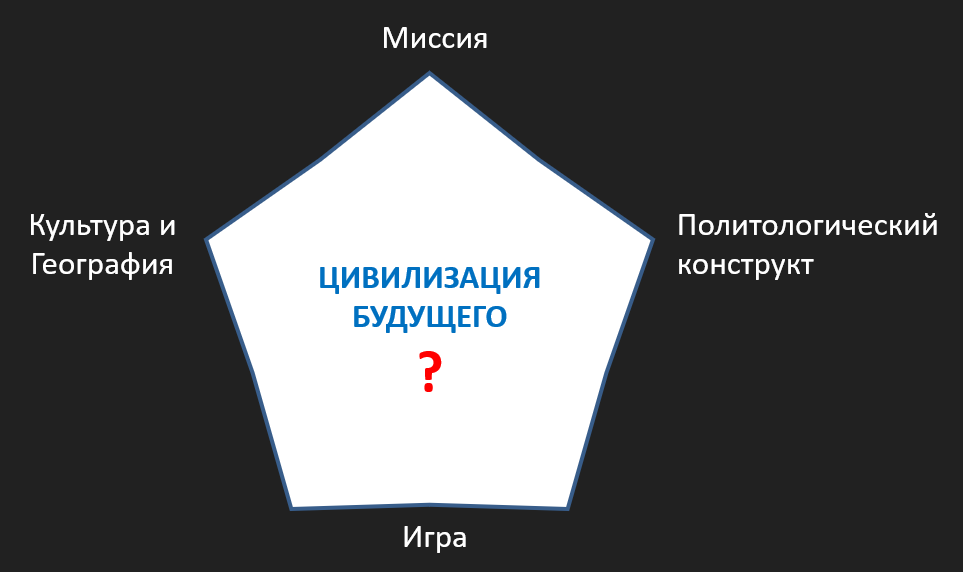 Миссия
Культура и
География
Политологический
конструкт
ЦИВИЛИЗАЦИЯ
БУДУЩЕГО
?
Игра